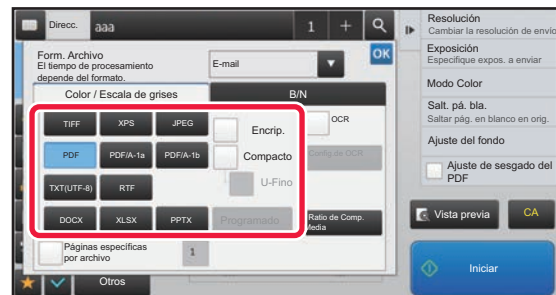 Direcc.
aaa
1
+
Form. Archivo
El tiempo de procesamiento
depende del formato.
E-mail
OK
Color / Escala de grises
B/N
TIFF
XPS
JPEG
Encrip.
OCR
PDF
PDF/A-1a
PDF/A-1b
Compacto
Config de OCR
TXT(UTF-8)
RTF
U-Fino
DOCX
XLSX
PPTX
Programado
Ratio de Comp.
Media
Páginas específicas
por archivo
1
Otros
Resolución
Cambiar la resolución de envío
Exposición
Especifique expos. a enviar
Modo Color
Salt. pá. bla.
Saltar pág. en blanco en orig.
Ajuste del fondo
Ajuste de sesgado del
PDF
Vista previa
CA
Iniciar